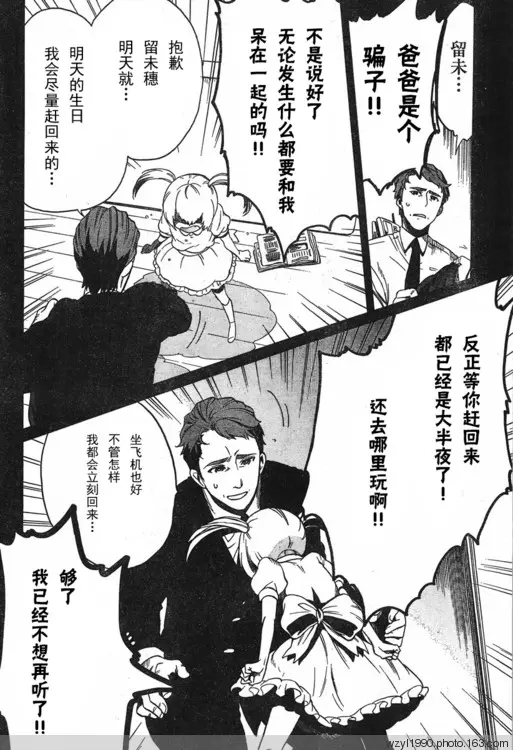 留未…
爸爸是个
骗子!!
不是说好了
无论发生什么都要和我
呆在一起的吗!!
抱歉
留未穗
明天就…
明天的生日
我会尽量赶回来的…
反正等你赶回来
都已经是大半夜了!
还去哪里玩啊!!
坐飞机也好
不管怎样
我都会立刻回来…
够了
我已经不想再听了!!
wzyl1990.photo.163.com